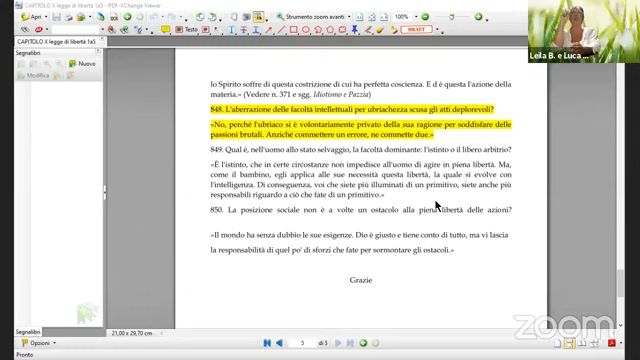 CAPITOLO X legge di libertà 1a5 - PDF-XChange Viewer
Strumento zoom avanti
100%
DRAFT
CAPITOLO X legge di libertà 1a5
Segnalibri
Nuovo
Modifica
Leila B. e Luca
lo Spirito soffre di questa costrizione di cui ha perfetta coscienza. E d è questa l'azione della
materia.» (Vedere n. 371 e sgg. Idiotismo e Pazzia)
848. L'aberrazione delle facoltà intellettuali per ubriachezza scusa gli atti deplorevoli?
«No, perché l'ubriaco si è volontariamente privato della sua ragione per soddisfare delle
passioni brutali. Anziché commettere un errore, ne commette due.»
849. Qual è, nell'uomo allo stato selvaggio, la facoltà dominante: l'istinto o il libero arbitrio?
«È l'istinto, che in certe circostanze non impedisce all'uomo di agire in piena libertà. Ma,
come il bambino, egli applica alle sue necessità questa libertà, la quale si evolve con
l'intelligenza. Di conseguenza, voi che siete più illuminati di un primitivo, siete anche più
responsabili riguardo a ciò che fate di un primitivo.»
850. La posizione sociale non è a volte un ostacolo alla piena libertà delle azioni?
«Il mondo ha senza dubbio le sue esigenze. Dio è giusto e tiene conto di tutto, ma vi lascia
la responsabilità di quel po' di sforzi che fate per sormontare gli ostacoli.»
Grazie
Segnalibri
21,00 x 29,70 cm
Opzioni
5 di 5
Pronto
zoom